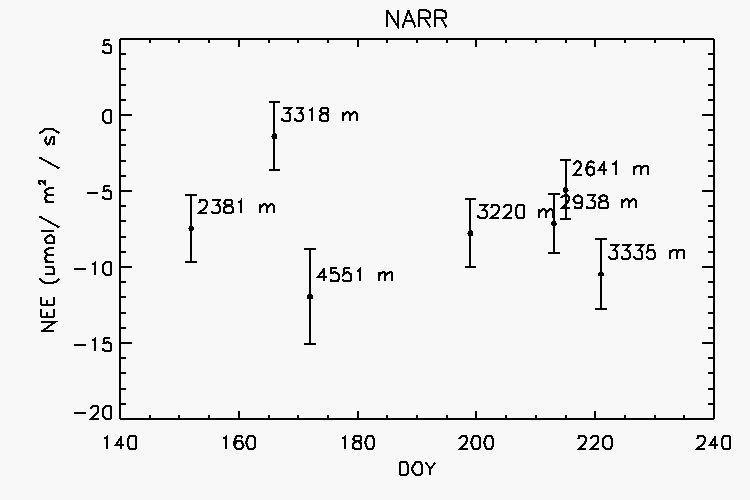 NARR
5
0
-5
-10
-15
-20
NEE (umol/ m² / s)
3318 m
2641 m
2938 m
2381 m
3220 m
3335 m
4551 m
140 160 180 200 220 240
DOY